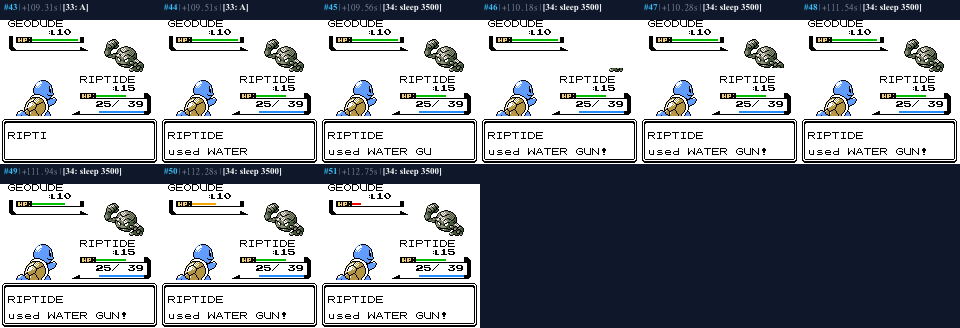 #43|+109.31s|[33: A]
GEODUDE
:L10
HP:
RIPTIDE
:L15
HP:
25/ 39
RIPTI
#44|+109.51s|[33: A]
GEODUDE
:L10
HP:
RIPTIDE
:L15
HP:
25/ 39
RIPTIDE
used WATER
#45|+109.56s|[34: sleep 3500]
GEODUDE
:L10
HP:
RIPTIDE
:L15
HP:
25/ 39
RIPTIDE
used WATER GU
#46|+110.18s|[34: sleep 3500]
GEODUDE
:L10
HP:
RIPTIDE
:L15
HP:
25/ 39
RIPTIDE
used WATER GUN!
#47|+110.28s|[34: sleep 3500]
GEODUDE
:L10
HP:
RIPTIDE
:L15
HP:
25/ 39
RIPTIDE
used WATER GUN!
#48|+111.54s|[34: sleep 3500]
GEODUDE
:L10
HP:
RIPTIDE
:L15
HP:
25/ 39
RIPTIDE
used WATER GUN!
#49|+111.94s|[34: sleep 3500]
GEODUDE
:L10
HP:
RIPTIDE
:L15
HP:
25/ 39
RIPTIDE
used WATER GUN!
#50|+112.28s|[34: sleep 3500]
GEODUDE
:L10
HP:
RIPTIDE
:L15
HP:
25/ 39
RIPTIDE
used WATER GUN!
#51|+112.75s|[34: sleep 3500]
GEODUDE
:L10
HP:
RIPTIDE
:L15
HP:
25/ 39
RIPTIDE
used WATER GUN!